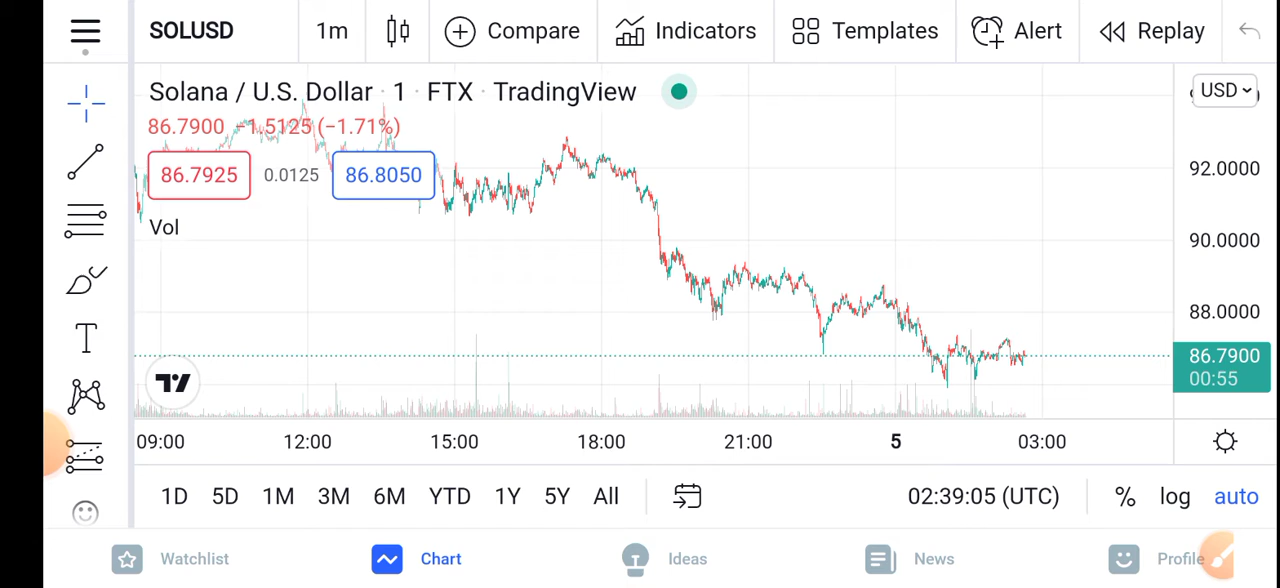 SOLUSD 1m Compare Indicators Templates Alert Replay
Solana / U.S. Dollar · 1 · FTX · TradingView
USD
86.7900 −1.5125 (−1.71%)
86.7925 0.0125 86.8050
92.0000
Vol
90.0000
88.0000
86.7900
00:55
09:00 12:00 15:00 18:00 21:00 5 03:00
1D 5D 1M 3M 6M YTD 1Y 5Y All 02:39:05 (UTC) % log auto
Watchlist Chart Ideas News Profile